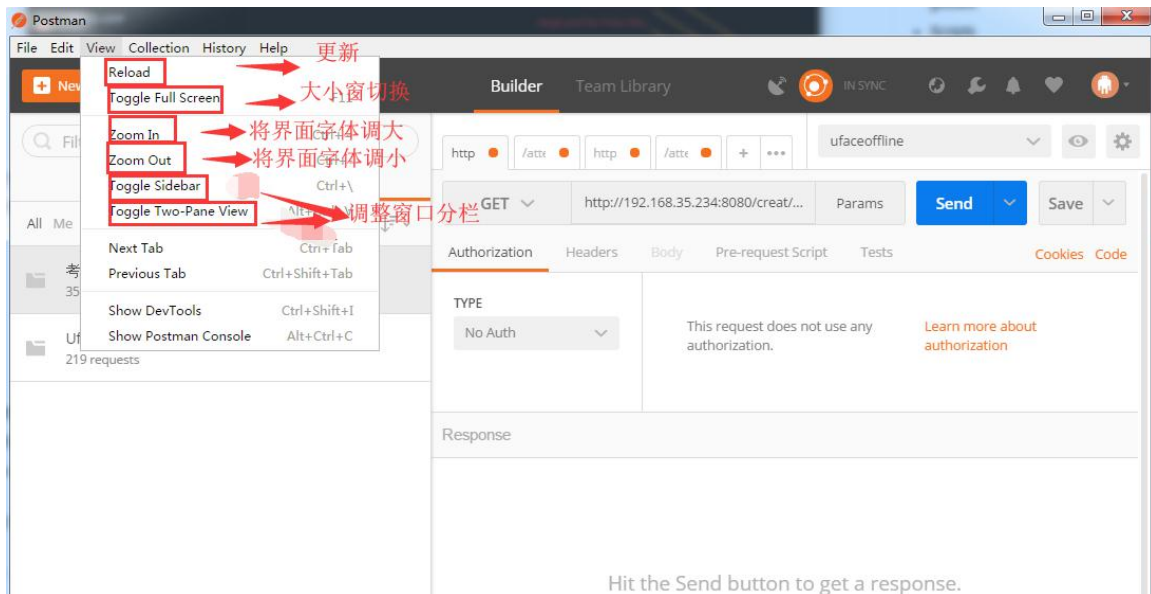 Postman
File Edit View Collection History Help
更新
Reload
大小窗切换
Toggle Full Screen
New
Builder Team Library IN SYNC
Zoom In
将界面字体调大
Zoom Out
将界面字体调小
Toggle Sidebar Ctrl+\
Toggle Two-Pane View
调整窗口分栏
Next Tab Ctrl+Tab
Previous Tab Ctrl+Shift+Tab
Show DevTools Ctrl+Shift+I
Show Postman Console Alt+Ctrl+C
All Me
考
35
Uf
219 requests
http /atte http /atte + •••
ufaceoffline
GET http://192.168.35.234:8080/creat/... Params Send Save
Authorization Headers Body Pre-request Script Tests Cookies Code
TYPE
No Auth
This request does not use any
authorization.
Learn more about
authorization
Response
Hit the Send button to get a response.